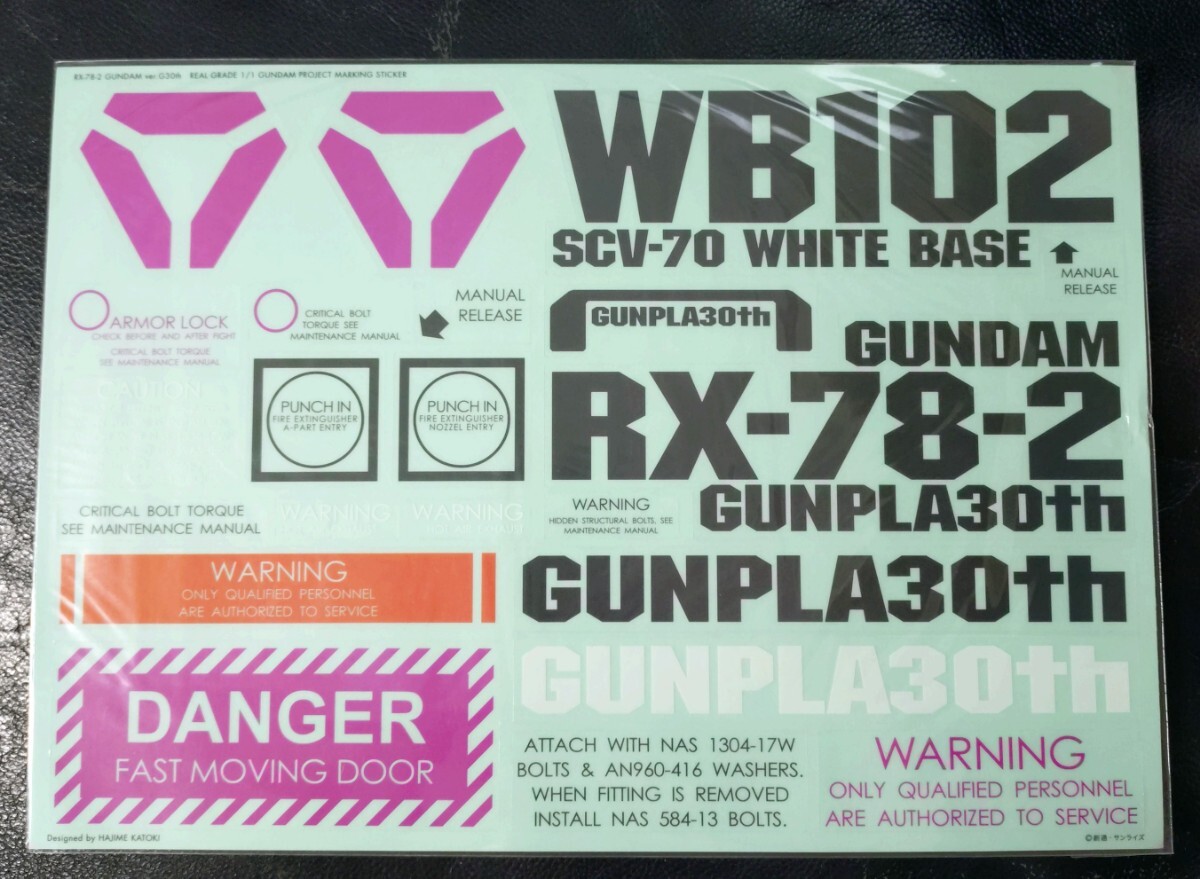 RX-78-2 GUNDAM ver.G30th REAL GRADE 1/1 GUNDAM PROJECT MARKING STICKER
WB102
SCV-70 WHITE BASE
MANUAL
RELEASE
ARMOR LOCK
CHECK BEFORE AND AFTER FIGHT
CRITICAL BOLT TORQUE
SEE MAINTENANCE MANUAL
CRITICAL BOLT
TORQUE SEE
MAINTENANCE MANUAL
MANUAL
RELEASE
GUNPLA30th
GUNDAM
RX-78-2
GUNPLA30th
CAUTION
PUNCH IN
FIRE EXTINGUISHER
A-PART ENTRY
PUNCH IN
FIRE EXTINGUISHER
NOZZEL ENTRY
CRITICAL BOLT TORQUE
SEE MAINTENANCE MANUAL
WARNING
WARNING
WARNING
HIDDEN STRUCTURAL BOLTS, SEE
MAINTENANCE MANUAL
WARNING
ONLY QUALIFIED PERSONNEL
ARE AUTHORIZED TO SERVICE
GUNPLA30th
GUNPLA30th
DANGER
FAST MOVING DOOR
ATTACH WITH NAS 1304-17W
BOLTS & AN960-416 WASHERS.
WHEN FITTING IS REMOVED
INSTALL NAS 584-13 BOLTS.
WARNING
ONLY QUALIFIED PERSONNEL
ARE AUTHORIZED TO SERVICE
Designed by HAJIME KATOKI
©創通・サンライズ